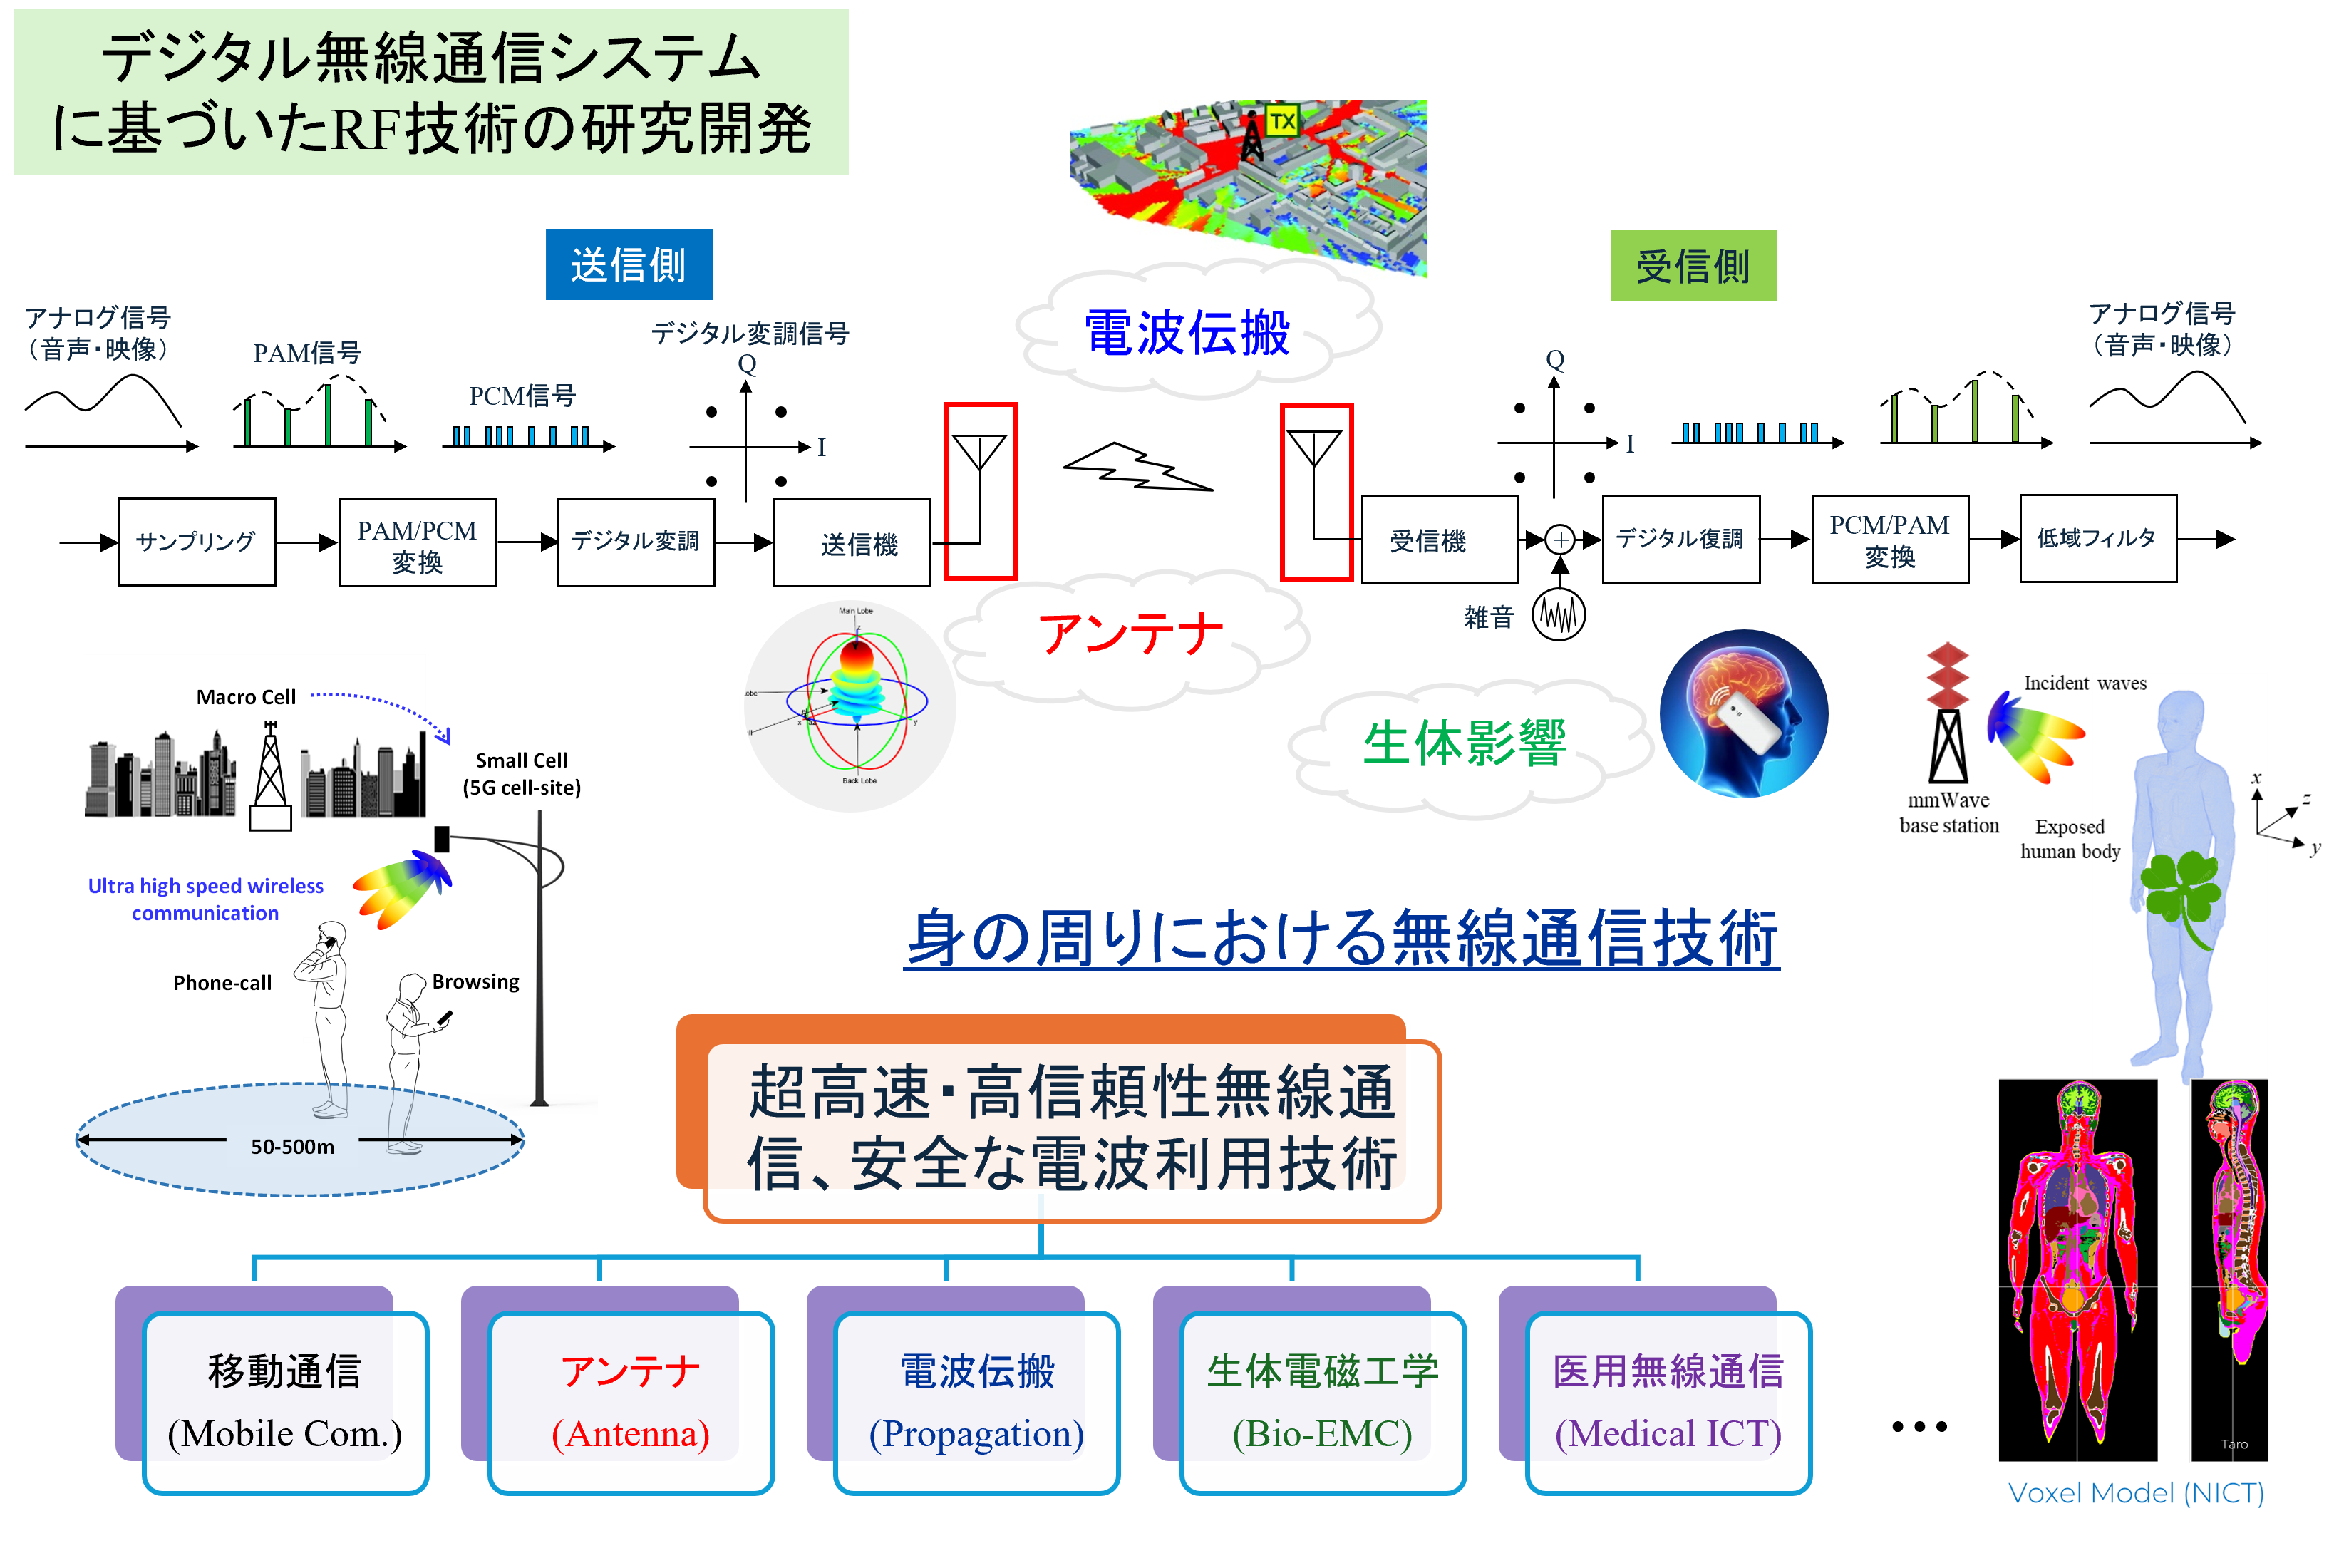 デジタル無線通信システム
に基づいたRF技術の研究開発
TX
送信側
受信側
電波伝搬
アナログ信号
（音声・映像）
PAM信号
PCM信号
デジタル変調信号
Q
I
Q
I
アナログ信号
（音声・映像）
サンプリング
PAM/PCM
変換
デジタル変調
送信機
受信機
+
デジタル復調
PCM/PAM
変換
低域フィルタ
雑音
アンテナ
Main Lobe
z
x
y
Back Lobe
生体影響
Macro Cell
Small Cell
(5G cell-site)
Ultra high speed wireless
communication
Phone-call
Browsing
50-500m
Incident waves
mmWave
base station
Exposed
human body
x
z
y
身の周りにおける無線通信技術
超高速・高信頼性無線通
信、安全な電波利用技術
移動通信
(Mobile Com.)
アンテナ
(Antenna)
電波伝搬
(Propagation)
生体電磁工学
(Bio-EMC)
医用無線通信
(Medical ICT)
…
Taro
Voxel Model (NICT)